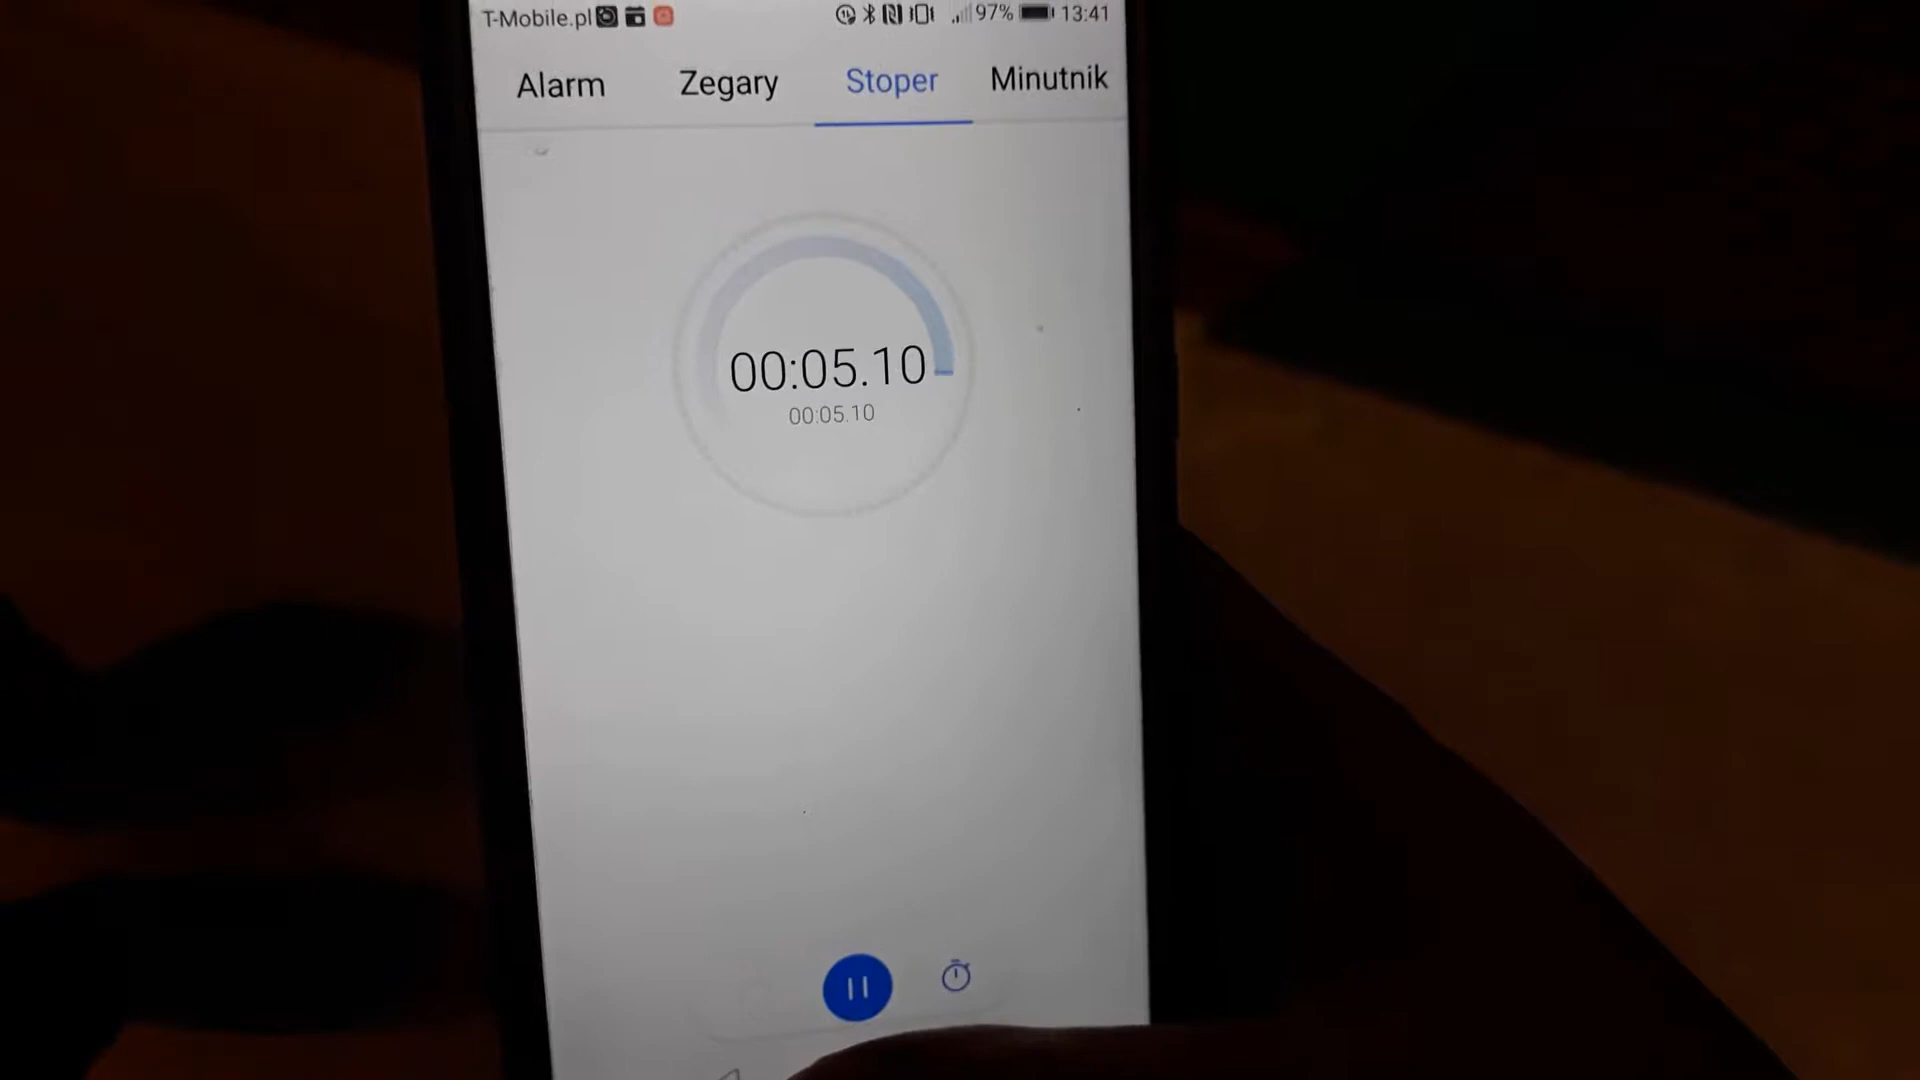 T-Mobile.pl 97% 13:41
Alarm Zegary Stoper Minutnik
00:05.10
00:05.10